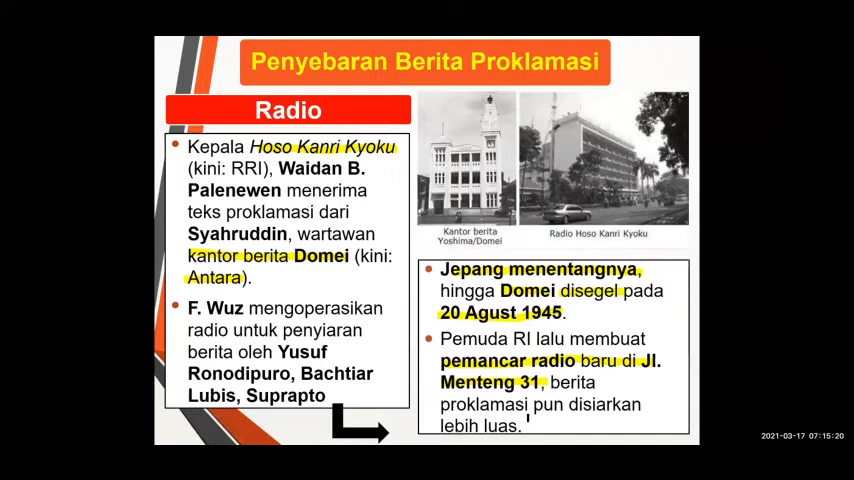 Penyebaran Berita Proklamasi
Radio
Kepala Hoso Kanri Kyoku
(kini: RRI), Waidan B.
Palenewen menerima
teks proklamasi dari
Syahruddin, wartawan
kantor berita Domei (kini:
Antara).
F. Wuz mengoperasikan
radio untuk penyiaran
berita oleh Yusuf
Ronodipuro, Bachtiar
Lubis, Suprapto
Kantor berita
Yoshima/Domei
Radio Hoso Kanri Kyoku
Jepang menentangnya,
hingga Domei disegel pada
20 Agust 1945.
Pemuda RI lalu membuat
pemancar radio baru di Jl.
Menteng 31, berita
proklamasi pun disiarkan
lebih luas.
2021-03-17 07:15:20